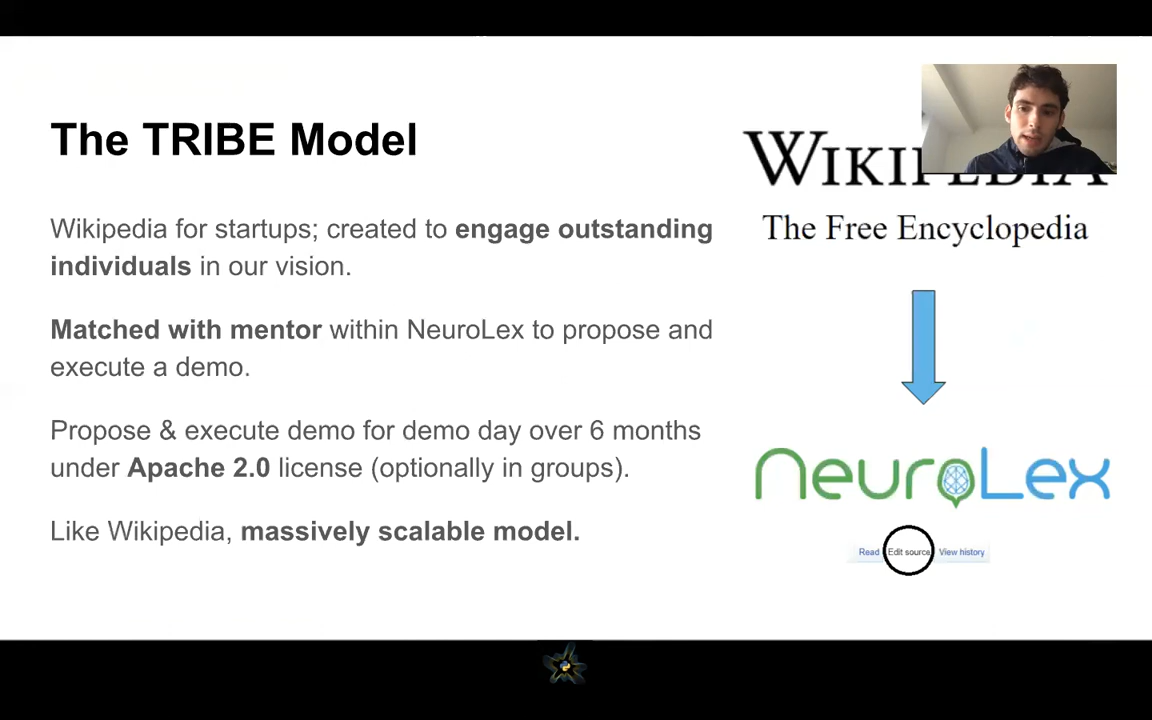 The TRIBE Model
Wikipedia for startups; created to engage outstanding
individuals in our vision.
Matched with mentor within NeuroLex to propose and
execute a demo.
Propose & execute demo for demo day over 6 months
under Apache 2.0 license (optionally in groups).
Like Wikipedia, massively scalable model.
WIKIPEDIA
The Free Encyclopedia
NeuroLex
Read Edit source View history